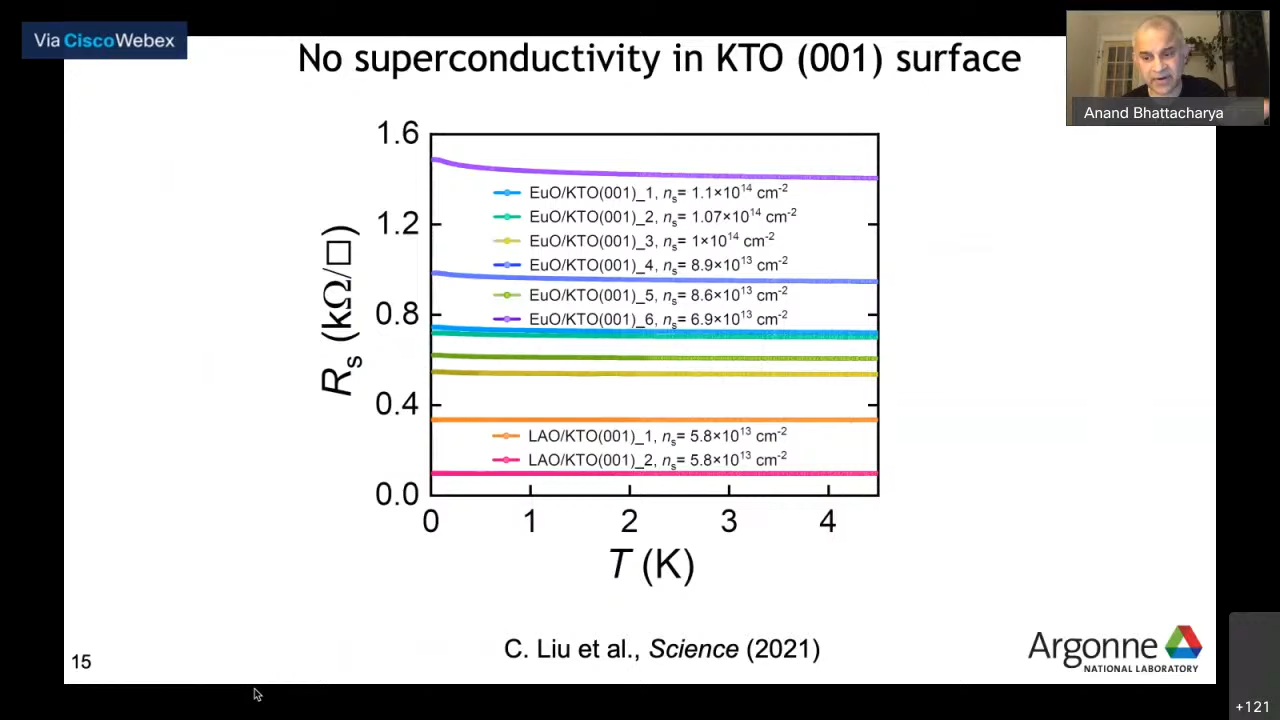 Via Cisco Webex
No superconductivity in KTO (001) surface
Anand Bhattacharya
1.6
1.2
0.8
0.4
0.0
Rs (kΩ/□)
EuO/KTO(001)_1, ns= 1.1×10^14 cm^-2
EuO/KTO(001)_2, ns= 1.07×10^14 cm^-2
EuO/KTO(001)_3, ns= 1×10^14 cm^-2
EuO/KTO(001)_4, ns= 8.9×10^13 cm^-2
EuO/KTO(001)_5, ns= 8.6×10^13 cm^-2
EuO/KTO(001)_6, ns= 6.9×10^13 cm^-2
LAO/KTO(001)_1, ns= 5.8×10^13 cm^-2
LAO/KTO(001)_2, ns= 5.8×10^13 cm^-2
0 1 2 3 4
T (K)
C. Liu et al., Science (2021)
15
Argonne
NATIONAL LABORATORY
+121